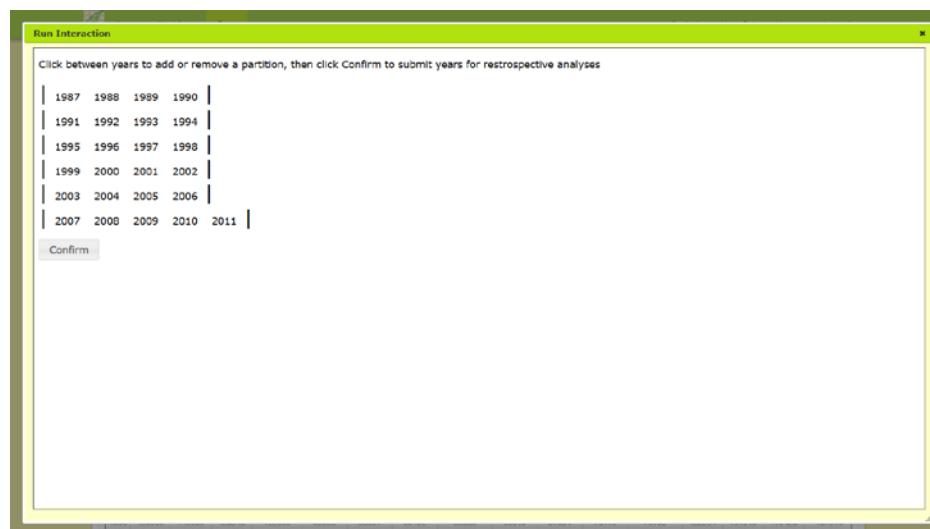 Run Interaction
Click between years to add or remove a partition, then click Confirm to submit years for restrospective analyses
1987 1988 1989 1990
1991 1992 1993 1994
1995 1996 1997 1998
1999 2000 2001 2002
2003 2004 2005 2006
2007 2008 2009 2010 2011
Confirm